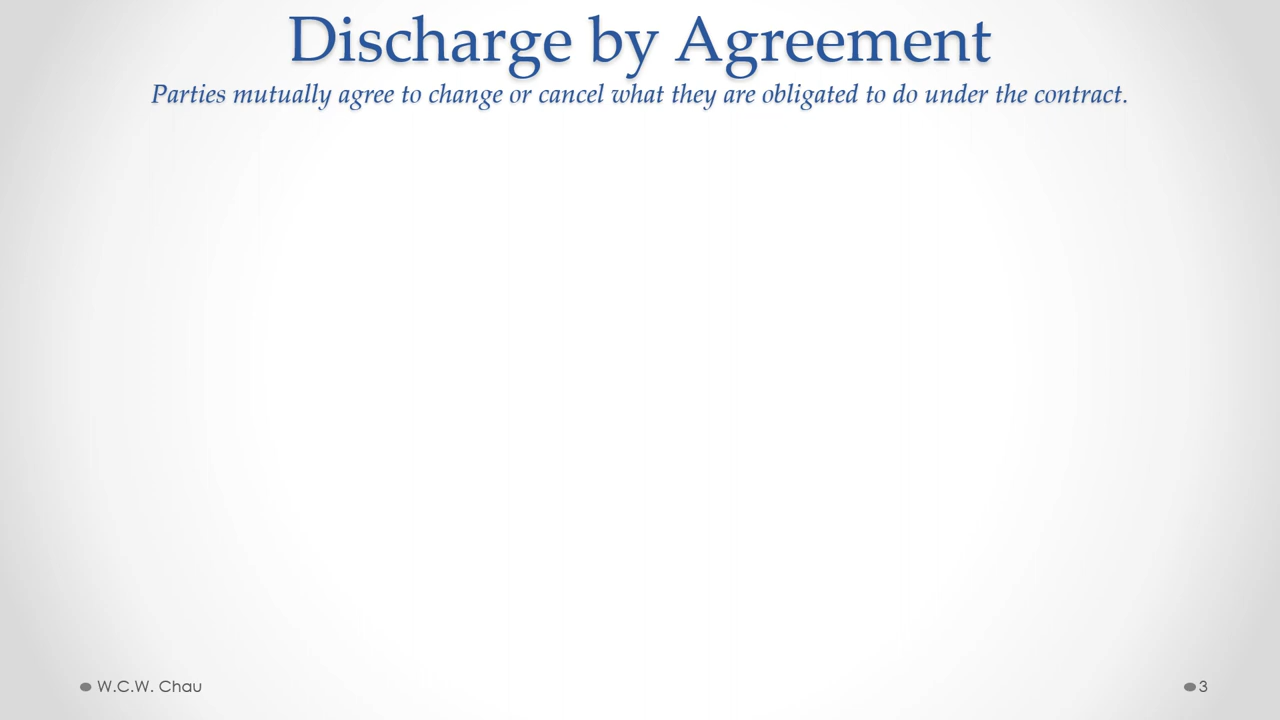 Discharge by Agreement
Parties mutually agree to change or cancel what they are obligated to do under the contract.
W.C.W. Chau
3